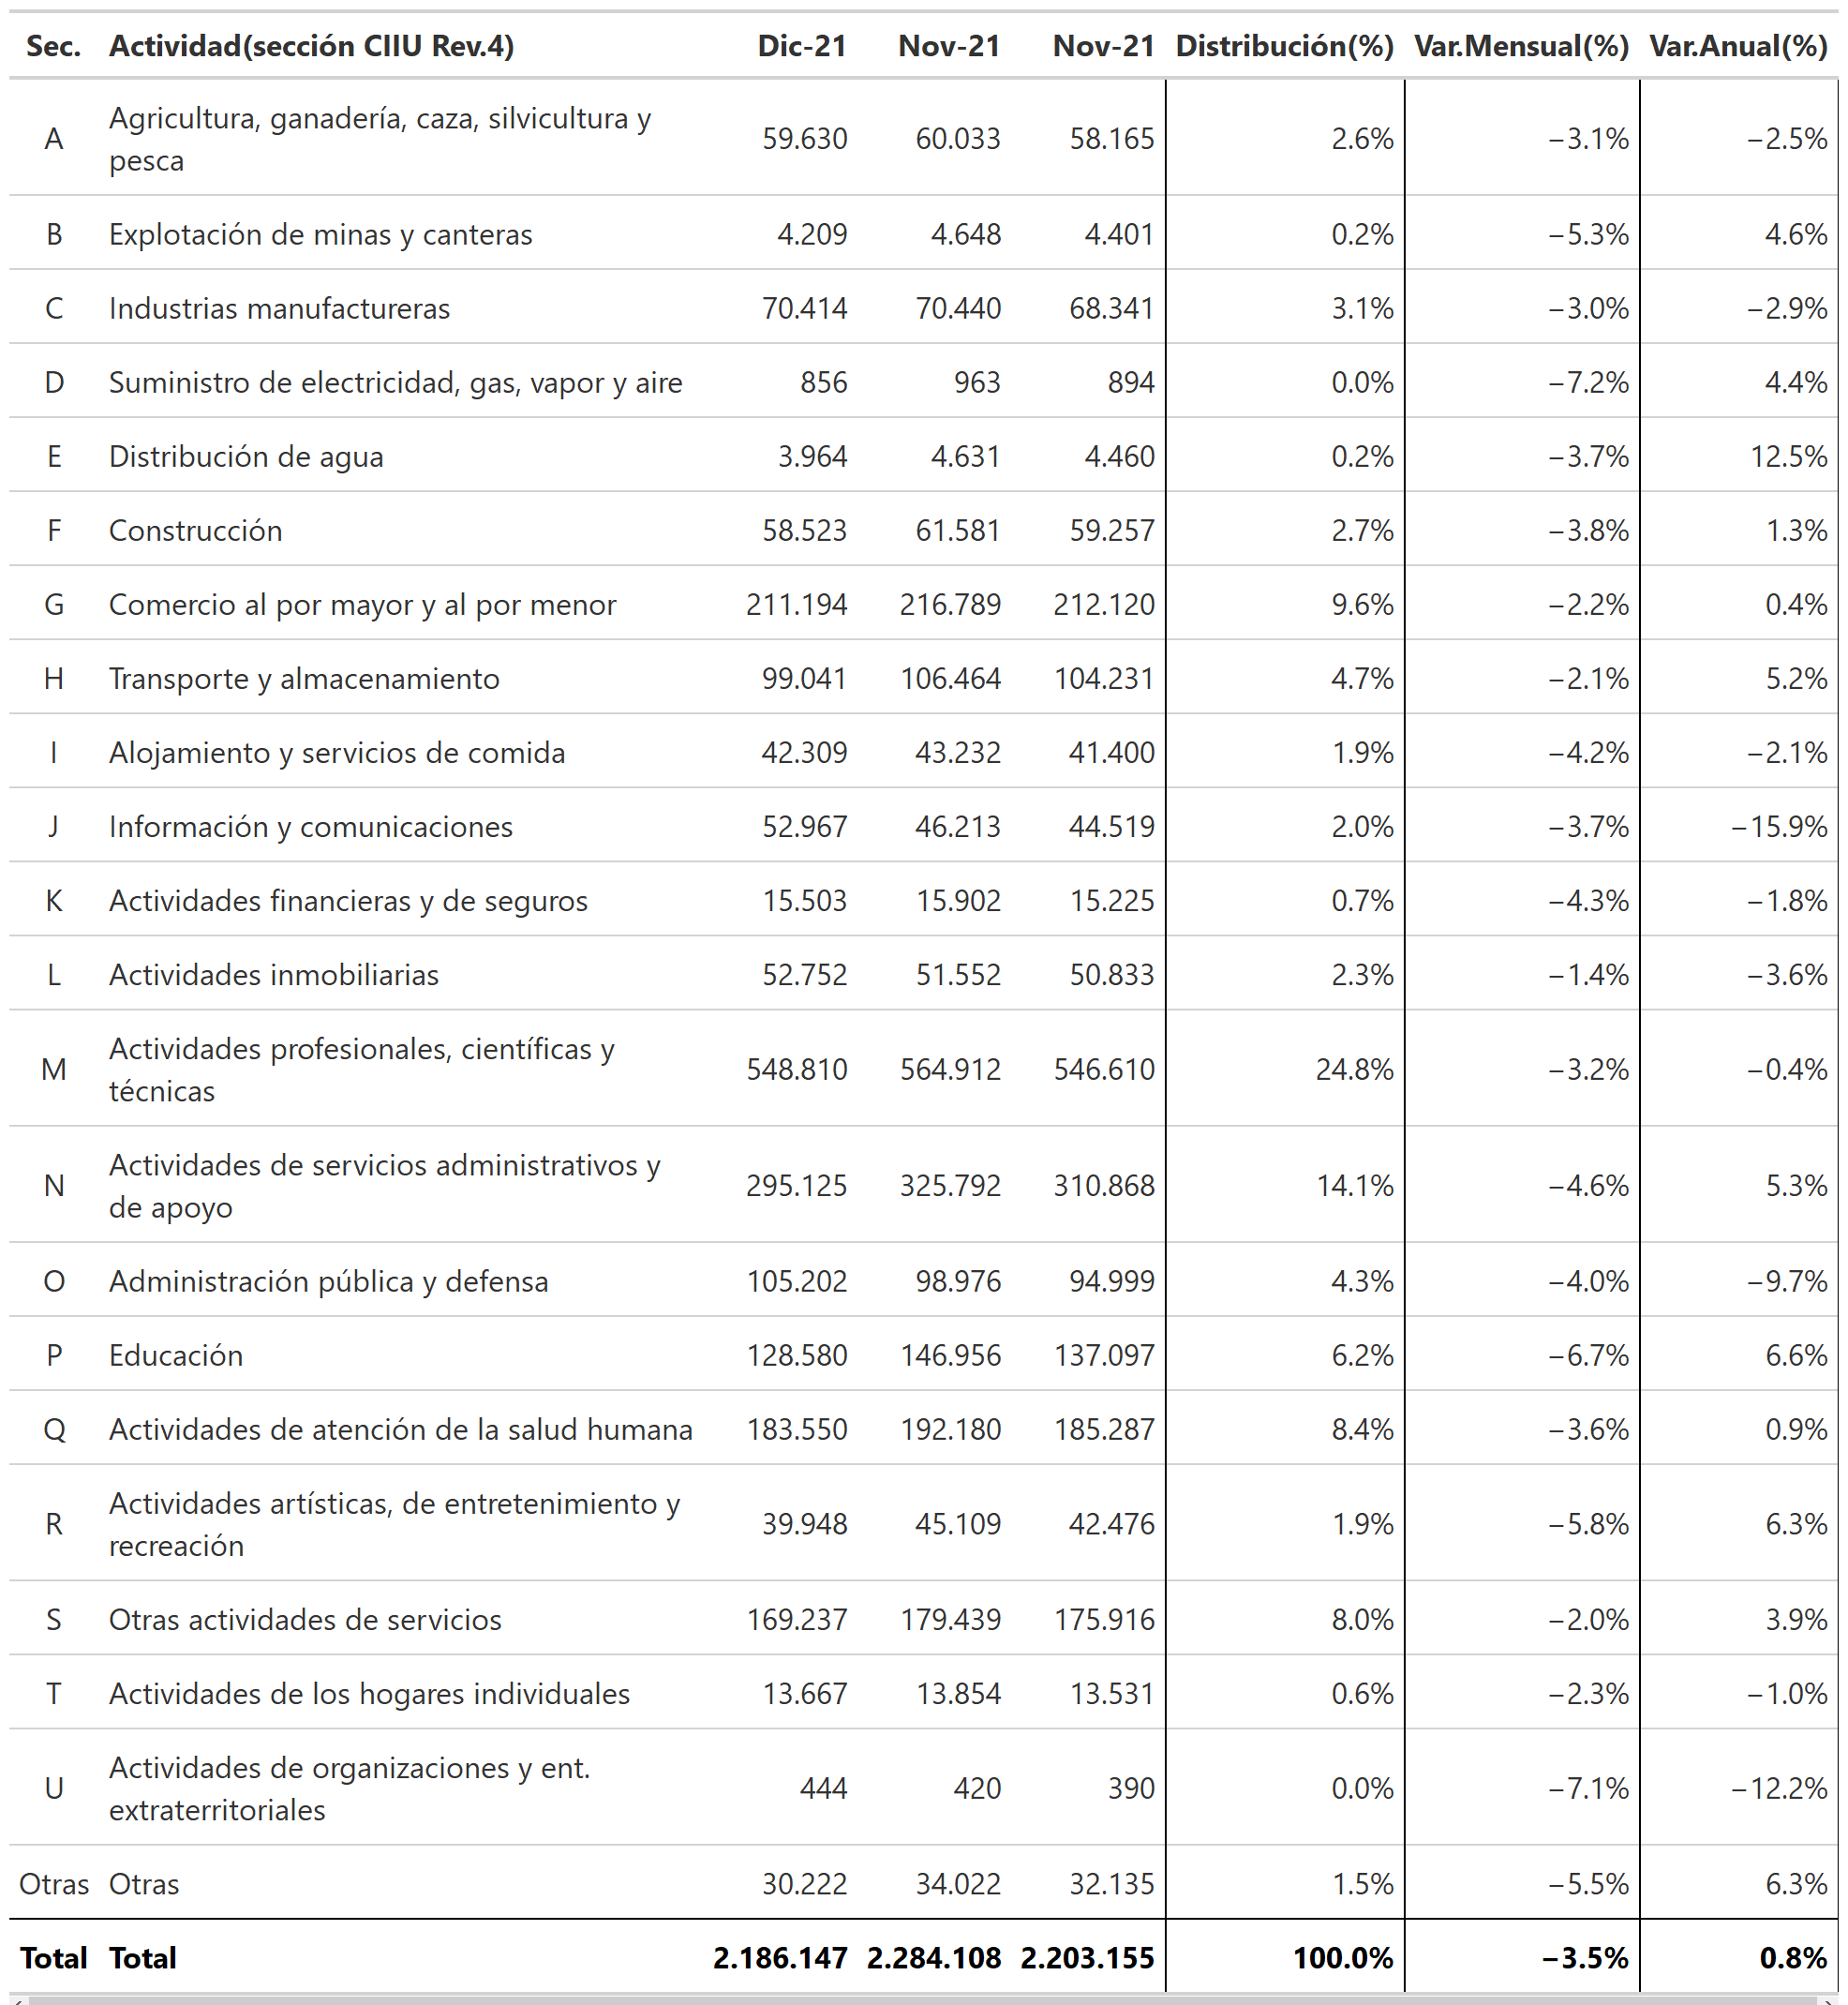 Sec. Actividad(sección CIIU Rev.4) Dic-21 Nov-21 Nov-21 Distribución(%) Var.Mensual(%) Var.Anual(%)
A Agricultura, ganadería, caza, silvicultura y
pesca 59.630 60.033 58.165 2.6% −3.1% −2.5%
B Explotación de minas y canteras 4.209 4.648 4.401 0.2% −5.3% 4.6%
C Industrias manufactureras 70.414 70.440 68.341 3.1% −3.0% −2.9%
D Suministro de electricidad, gas, vapor y aire 856 963 894 0.0% −7.2% 4.4%
E Distribución de agua 3.964 4.631 4.460 0.2% −3.7% 12.5%
F Construcción 58.523 61.581 59.257 2.7% −3.8% 1.3%
G Comercio al por mayor y al por menor 211.194 216.789 212.120 9.6% −2.2% 0.4%
H Transporte y almacenamiento 99.041 106.464 104.231 4.7% −2.1% 5.2%
I Alojamiento y servicios de comida 42.309 43.232 41.400 1.9% −4.2% −2.1%
J Información y comunicaciones 52.967 46.213 44.519 2.0% −3.7% −15.9%
K Actividades financieras y de seguros 15.503 15.902 15.225 0.7% −4.3% −1.8%
L Actividades inmobiliarias 52.752 51.552 50.833 2.3% −1.4% −3.6%
M Actividades profesionales, científicas y
técnicas 548.810 564.912 546.610 24.8% −3.2% −0.4%
N Actividades de servicios administrativos y
de apoyo 295.125 325.792 310.868 14.1% −4.6% 5.3%
O Administración pública y defensa 105.202 98.976 94.999 4.3% −4.0% −9.7%
P Educación 128.580 146.956 137.097 6.2% −6.7% 6.6%
Q Actividades de atención de la salud humana 183.550 192.180 185.287 8.4% −3.6% 0.9%
R Actividades artísticas, de entretenimiento y
recreación 39.948 45.109 42.476 1.9% −5.8% 6.3%
S Otras actividades de servicios 169.237 179.439 175.916 8.0% −2.0% 3.9%
T Actividades de los hogares individuales 13.667 13.854 13.531 0.6% −2.3% −1.0%
U Actividades de organizaciones y ent.
extraterritoriales 444 420 390 0.0% −7.1% −12.2%
Otras Otras 30.222 34.022 32.135 1.5% −5.5% 6.3%
Total Total 2.186.147 2.284.108 2.203.155 100.0% −3.5% 0.8%